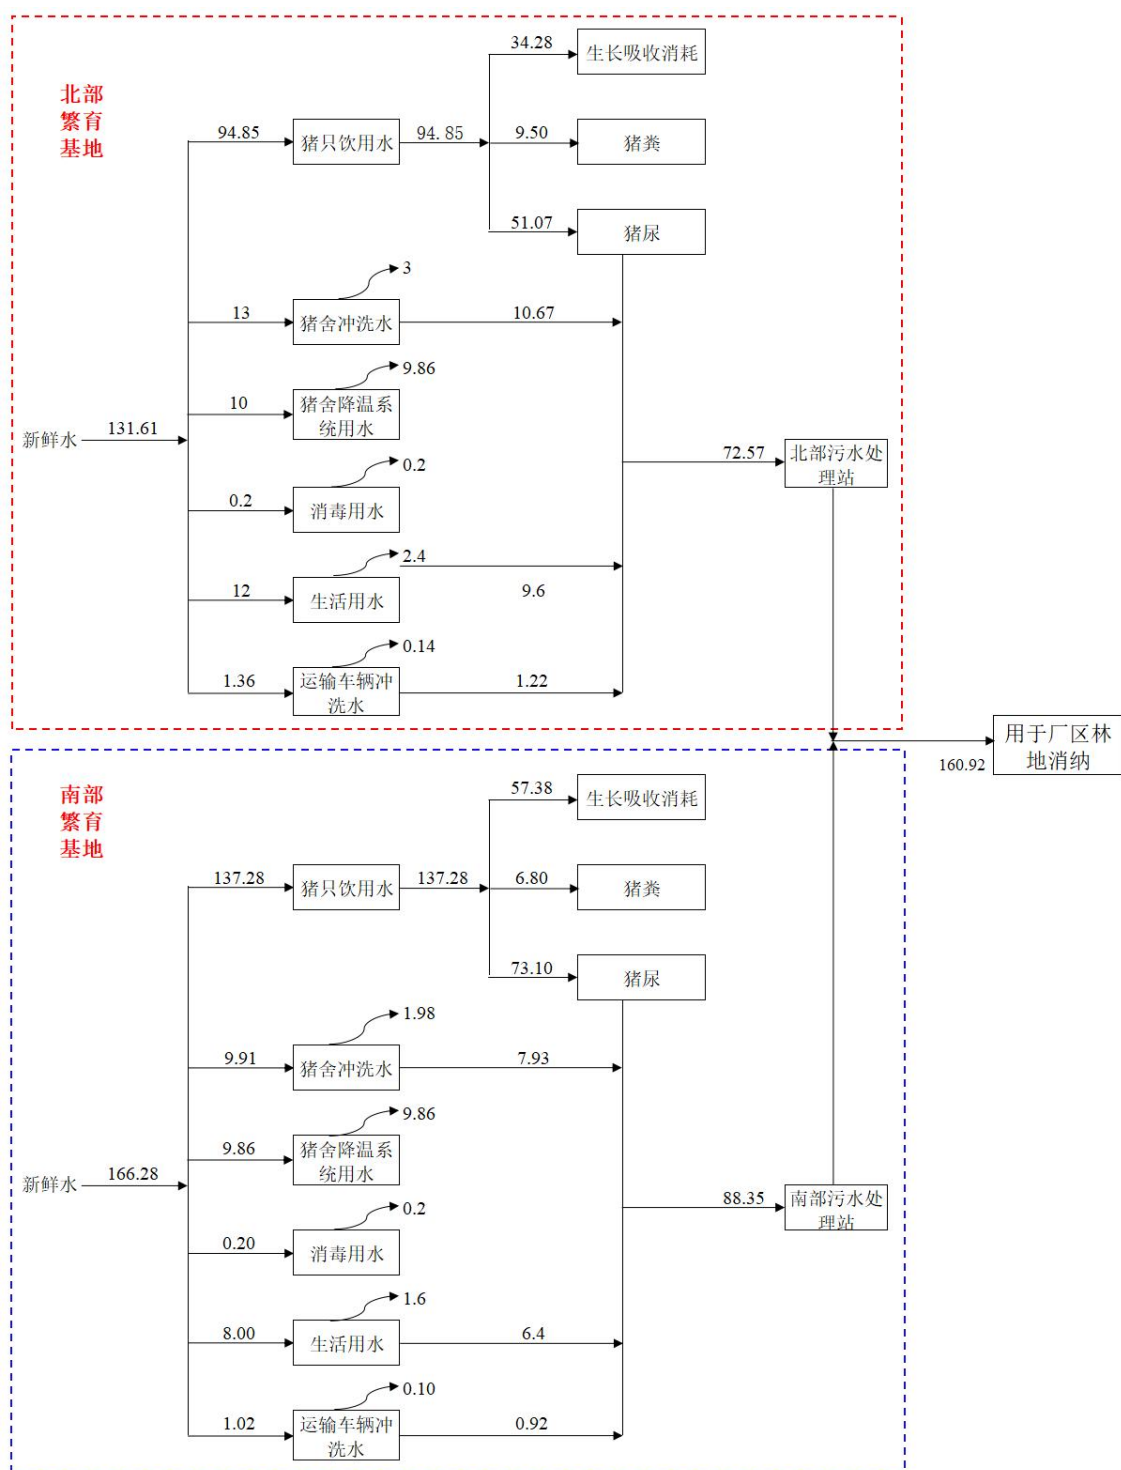 北部
繁育
基地
34.28
生长吸收消耗
94.85
猪只饮用水
94.85
9.50
猪粪
51.07
猪尿
3
13
猪舍冲洗水
10.67
9.86
10
猪舍降温系
统用水
新鲜水
131.61
0.2
0.2
消毒用水
72.57
北部污水处
理站
2.4
12
生活用水
9.6
0.14
1.36
运输车辆冲
洗水
1.22
160.92
用于厂区林
地消纳
南部
繁育
基地
57.38
生长吸收消耗
137.28
猪只饮用水
137.28
6.80
猪粪
73.10
猪尿
1.98
9.91
猪舍冲洗水
7.93
9.86
9.86
猪舍降温系
统用水
新鲜水
166.28
0.2
0.20
消毒用水
88.35
南部污水处
理站
1.6
8.00
生活用水
6.4
0.10
1.02
运输车辆冲
洗水
0.92